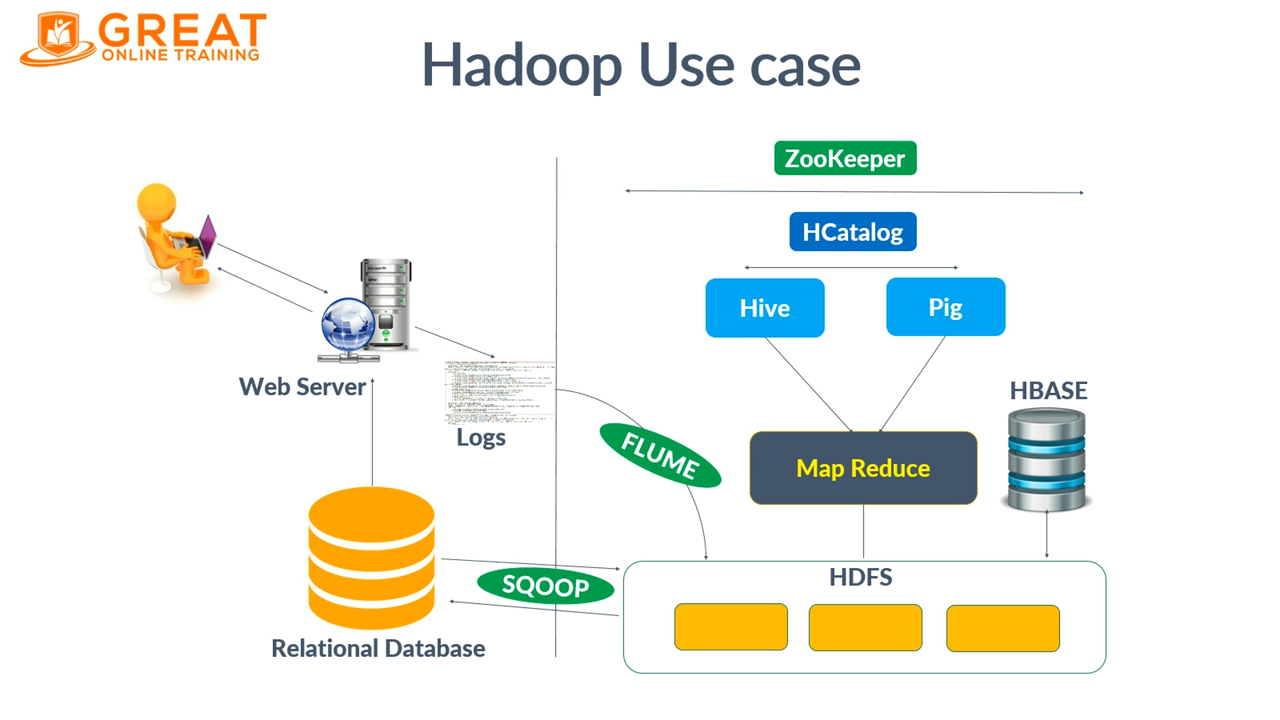 GREAT
ONLINE TRAINING
Hadoop Use case
ZooKeeper
HCatalog
Hive
Pig
Web Server
Logs
HBASE
FLUME
Map Reduce
HDFS
SQOOP
Relational Database